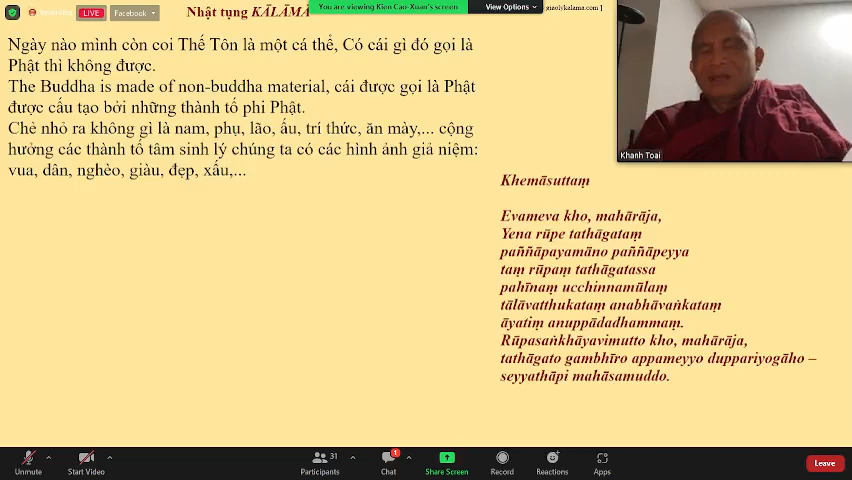 Nhật tụng KĀLĀMA
LIVE
Facebook
You are viewing Kien Cao-Xuan's screen
View Options
giaolykalama.com ]
Ngày nào mình còn coi Thế Tôn là một cá thể, Có cái gì đó gọi là
Phật thì không được.
The Buddha is made of non-buddha material, cái được gọi là Phật
được cấu tạo bởi những thành tố phi Phật.
Chẻ nhỏ ra không gì là nam, phụ, lão, ấu, trí thức, ăn mày,... cộng
hưởng các thành tố tâm sinh lý chúng ta có các hình ảnh giả niệm:
vua, dân, nghèo, giàu, đẹp, xấu,...
Khanh Toai
Khemāsuttaṃ
Evameva kho, mahārāja,
Yena rūpe tathāgataṃ
paññāpayamāno paññāpeyya
taṃ rūpaṃ tathāgatassa
pahīnaṃ ucchinnamūlaṃ
tālāvatthukataṃ anabhāvaṅkataṃ
āyatiṃ anuppādadhammaṃ.
Rūpasaṅkhāyavimutto kho, mahārāja,
tathāgato gambhīro appameyyo duppariyogāho –
seyyathāpi mahāsamuddo.
Unmute
Start Video
Participants
31
Chat
1
Share Screen
Record
Reactions
Apps
Leave